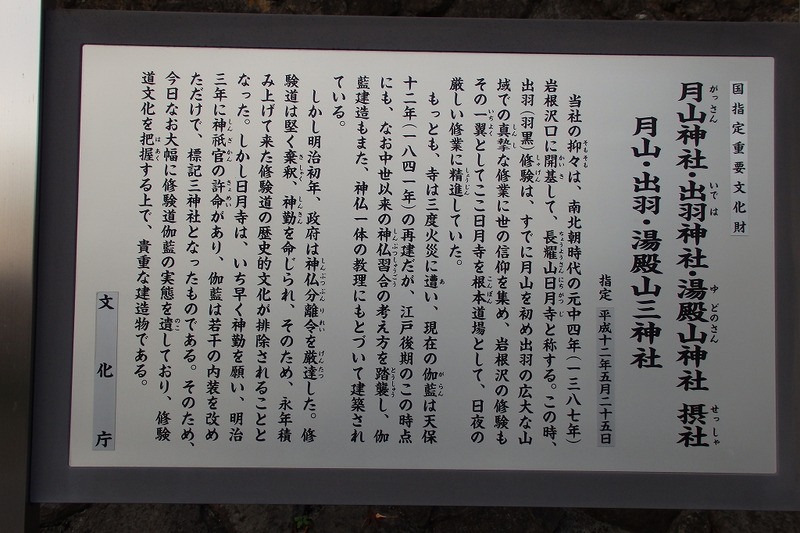 国指定重要文化財
月山神社・出羽神社・湯殿山神社 摂社
月山・出羽・湯殿山三神社
指定 平成十二年五月二十五日
当社の抑々は、南北朝時代の元中四年(一三八七年)
岩根沢口に開基して、長耀山日月寺と称する。この時、
出羽(羽黒)修験は、すでに月山を初め出羽の広大な山
域での真摯な修業に世の信仰を集め、岩根沢の修験も
その一翼としてここ日月寺を根本道場として、日夜の
厳しい修業に精進していた。
もっとも、寺は三度火災に遭い、現在の伽藍は天保
十二年(一八四一年)の再建だが、江戸後期のこの時点
にも、なお中世以来の神仏習合の考え方を踏襲し、伽
藍建造もまた、神仏一体の教理にもとづいて建築され
ている。
しかし明治初年、政府は神仏分離令を厳達した。修
験道は堅く棄釈、神勤を命じられ、そのため、永年積
み上げて来た修験道の歴史的文化が排除されることと
なった。しかし日月寺は、いち早く神勤を願い、明治
三年に神祇官の許命があり、伽藍は若干の内装を改め
ただけで、標記三神社となったものである。そのため、
今日なお大幅に修験道伽藍の実態を遺しており、修験
道文化を把握する上で、貴重な建造物である。
文化庁